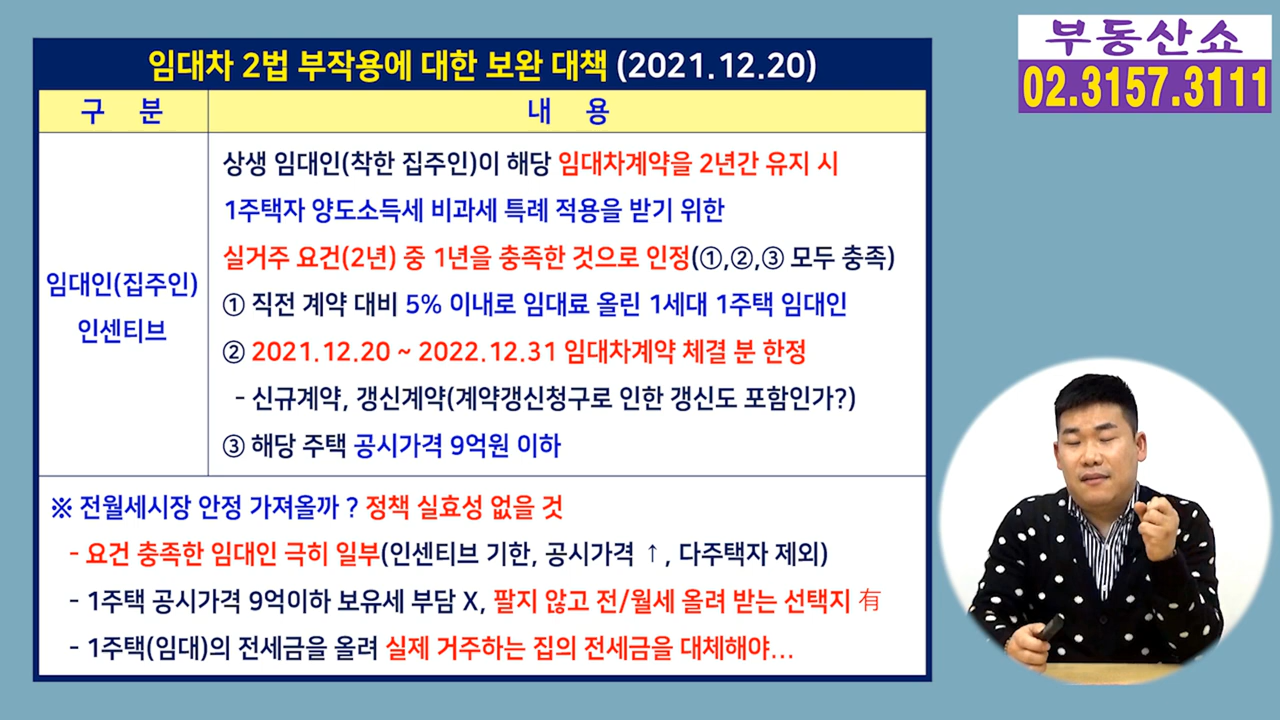 부동산쇼
02.3157.3111
임대차 2법 부작용에 대한 보완 대책 (2021.12.20)
구 분
내 용
임대인(집주인)
인센티브
상생 임대인(착한 집주인)이 해당 임대차계약을 2년간 유지 시
1주택자 양도소득세 비과세 특례 적용을 받기 위한
실거주 요건(2년) 중 1년을 충족한 것으로 인정(①,②,③ 모두 충족)
① 직전 계약 대비 5% 이내로 임대료 올린 1세대 1주택 임대인
② 2021.12.20 ~ 2022.12.31 임대차계약 체결 분 한정
- 신규계약, 갱신계약(계약갱신청구로 인한 갱신도 포함인가?)
③ 해당 주택 공시가격 9억원 이하
※ 전월세시장 안정 가져올까 ? 정책 실효성 없을 것
- 요건 충족한 임대인 극히 일부(인센티브 기한, 공시가격 ↑, 다주택자 제외)
- 1주택 공시가격 9억이하 보유세 부담 X, 팔지 않고 전/월세 올려 받는 선택지 有
- 1주택(임대)의 전세금을 올려 실제 거주하는 집의 전세금을 대체해야...